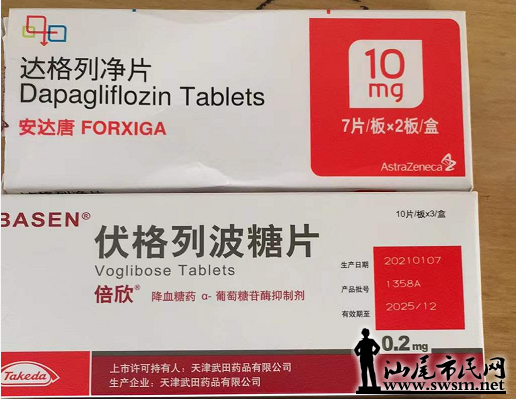 达格列净片
Dapagliflozin Tablets
安达唐 FORXIGA
10
mg
7片/板×2板/盒
AstraZeneca
BASEN®
10片/板x3/盒
伏格列波糖片
Voglibose Tablets
倍欣® 降血糖药 α-葡萄糖苷酶抑制剂
生产日期 20210107
产品批号 1358A
有效期至 2025/12
0.2mg
Takeda
上市许可持有人：天津武田药品有限公司
生产企业：天津武田药品有限公司
汕尾市民网
www.swsm.net